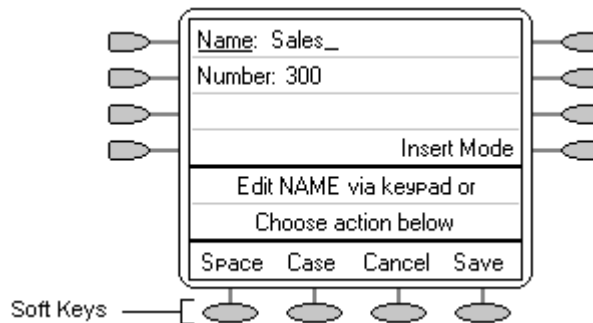 Name: Sales_
Number: 300
Insert Mode
Edit NAME via keypad or
Choose action below
Space Case Cancel Save
Soft Keys